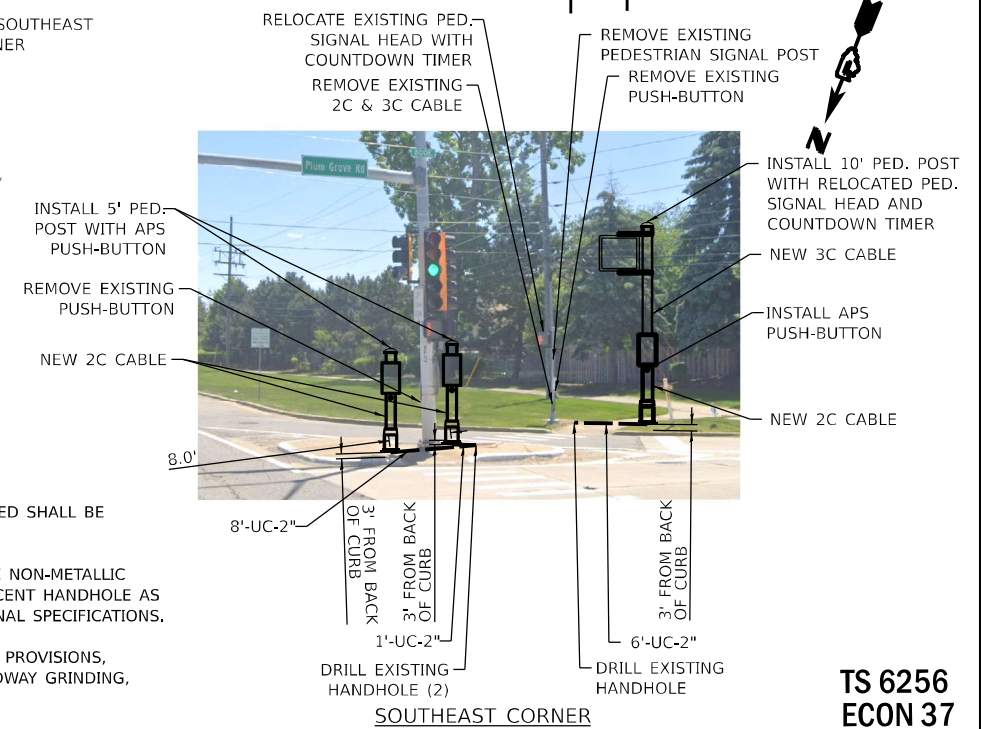 SOUTHEAST
NER
RELOCATE EXISTING PED.
SIGNAL HEAD WITH
COUNTDOWN TIMER
REMOVE EXISTING
2C & 3C CABLE
REMOVE EXISTING
PEDESTRIAN SIGNAL POST
REMOVE EXISTING
PUSH-BUTTON
N
Plum Grove Rd
INSTALL 5' PED.
POST WITH APS
PUSH-BUTTON
REMOVE EXISTING
PUSH-BUTTON
NEW 2C CABLE
8.0'
8'-UC-2"
INSTALL 10' PED. POST
WITH RELOCATED PED.
SIGNAL HEAD AND
COUNTDOWN TIMER
NEW 3C CABLE
INSTALL APS
PUSH-BUTTON
NEW 2C CABLE
3' FROM BACK
OF CURB
3' FROM BACK
OF CURB
3' FROM BACK
OF CURB
1'-UC-2"
6'-UC-2"
DRILL EXISTING
HANDHOLE (2)
DRILL EXISTING
HANDHOLE
SOUTHEAST CORNER
ED SHALL BE
NON-METALLIC
CENT HANDHOLE AS
NAL SPECIFICATIONS.
PROVISIONS,
DWAY GRINDING,
TS 6256
ECON 37